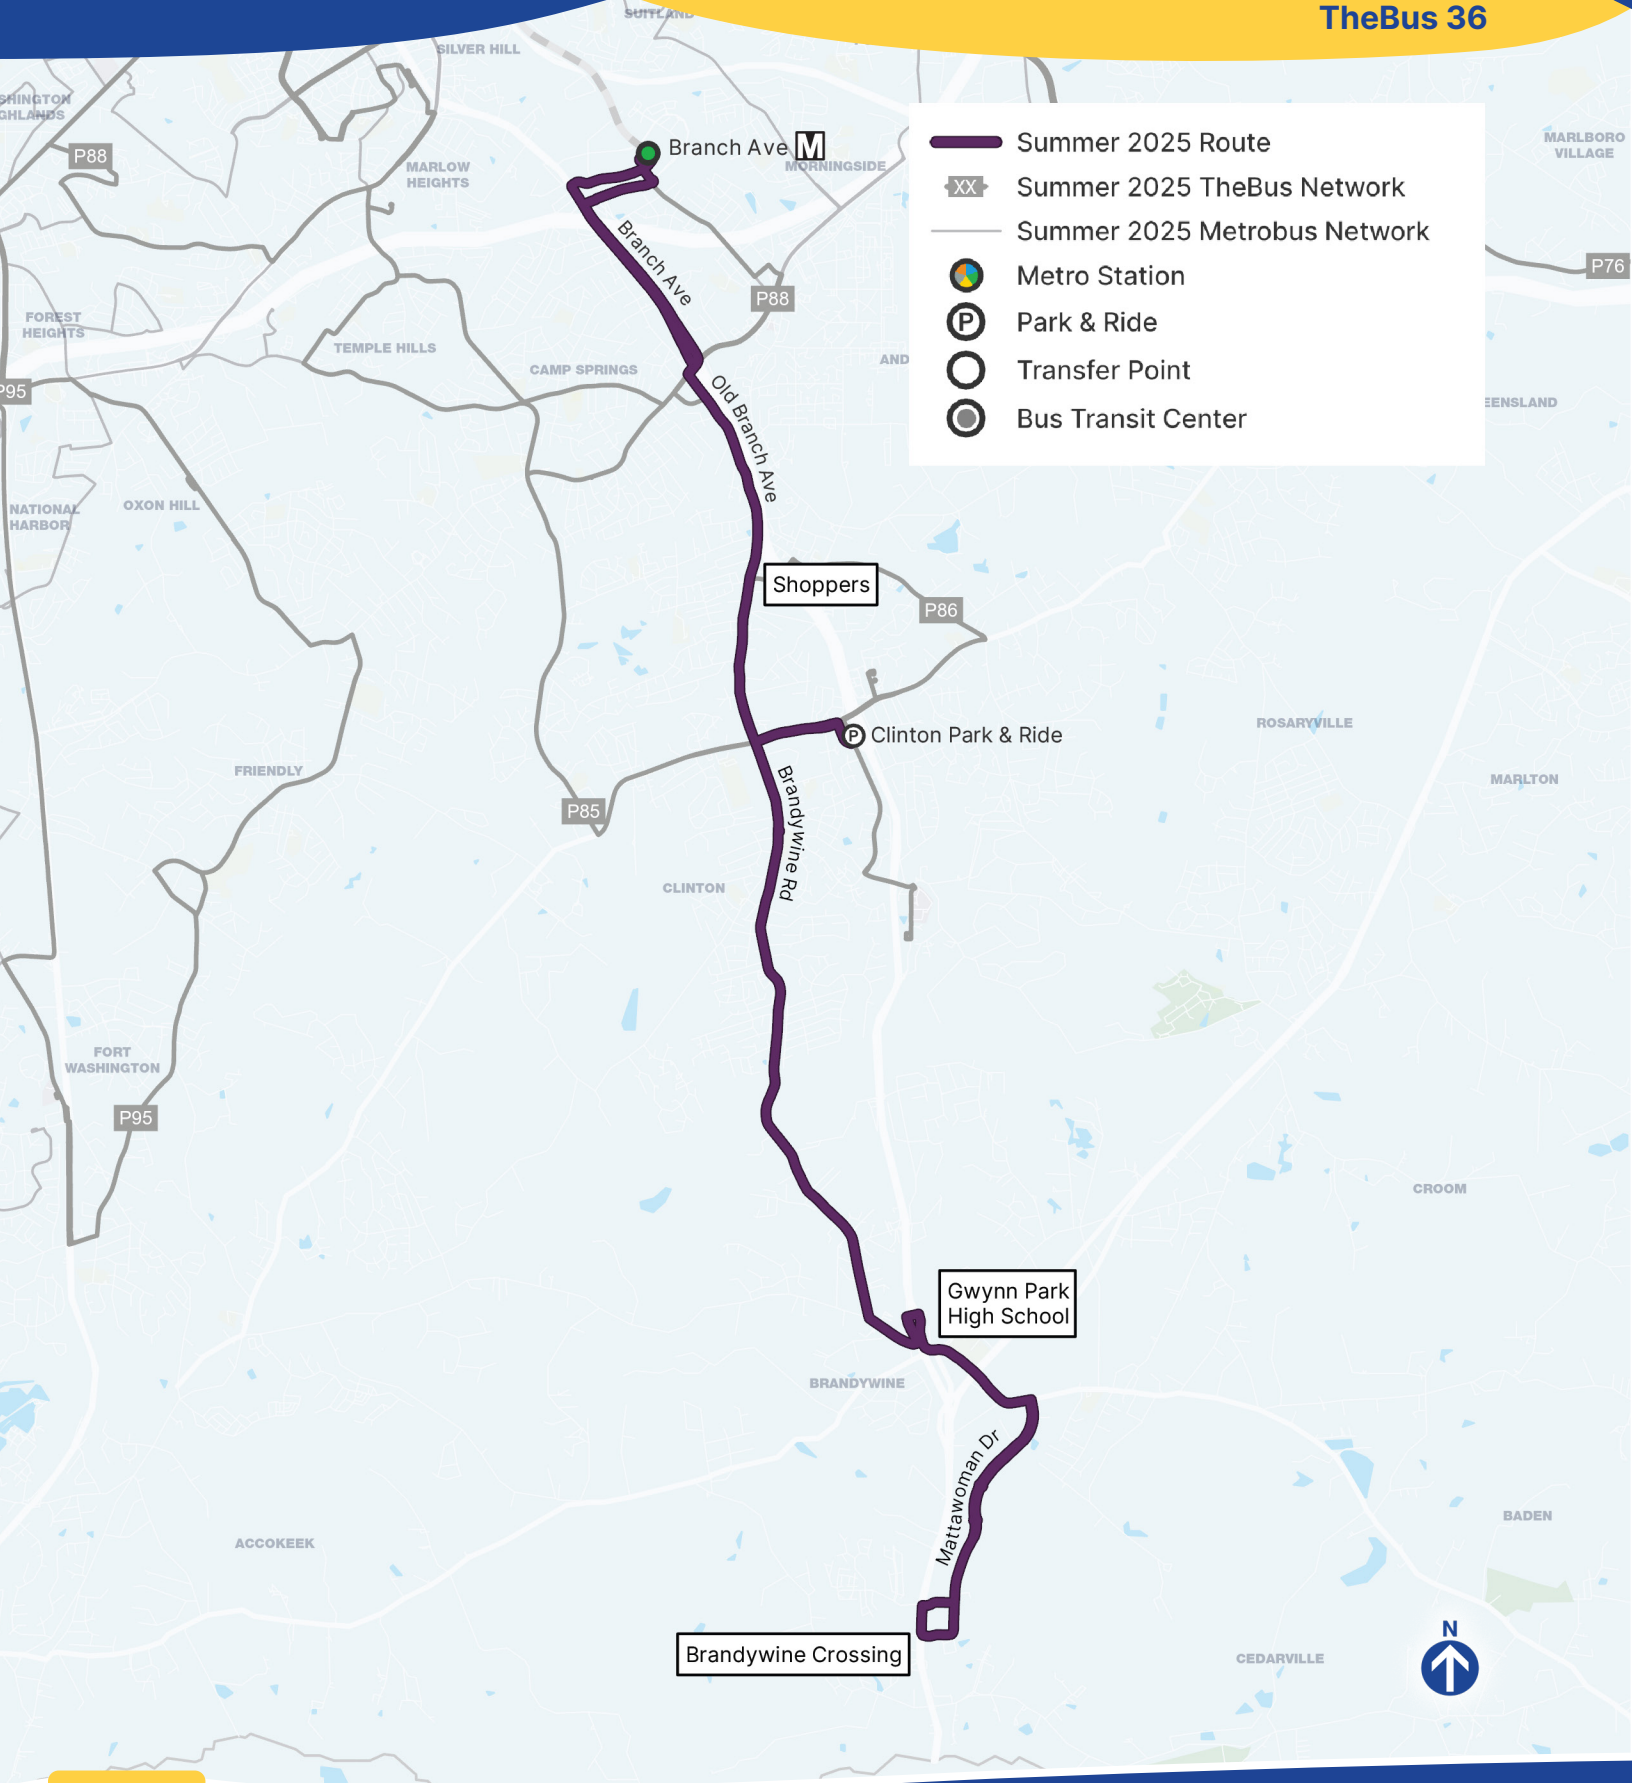 TheBus 36
SUITLAND
SILVER HILL
MARLOW
HEIGHTS
MORNINGSIDE
MARLBORO
VILLAGE
P88
Branch Ave M
Summer 2025 Route
XX Summer 2025 TheBus Network
Summer 2025 Metrobus Network
Metro Station
P Park & Ride
Transfer Point
Bus Transit Center
P76
Branch Ave
P88
FOREST
HEIGHTS
TEMPLE HILLS
CAMP SPRINGS
AND
P95
EENSLAND
Old Branch Ave
NATIONAL
HARBOR
OXON HILL
Shoppers
P86
ROSARYVILLE
P Clinton Park & Ride
FRIENDLY
MARLTON
P85
Brandywine Rd
CLINTON
FORT
WASHINGTON
P95
CROOM
Gwynn Park
High School
BRANDYWINE
Mattawoman Dr
BADEN
ACCOKEEK
Brandywine Crossing
CEDARVILLE
N